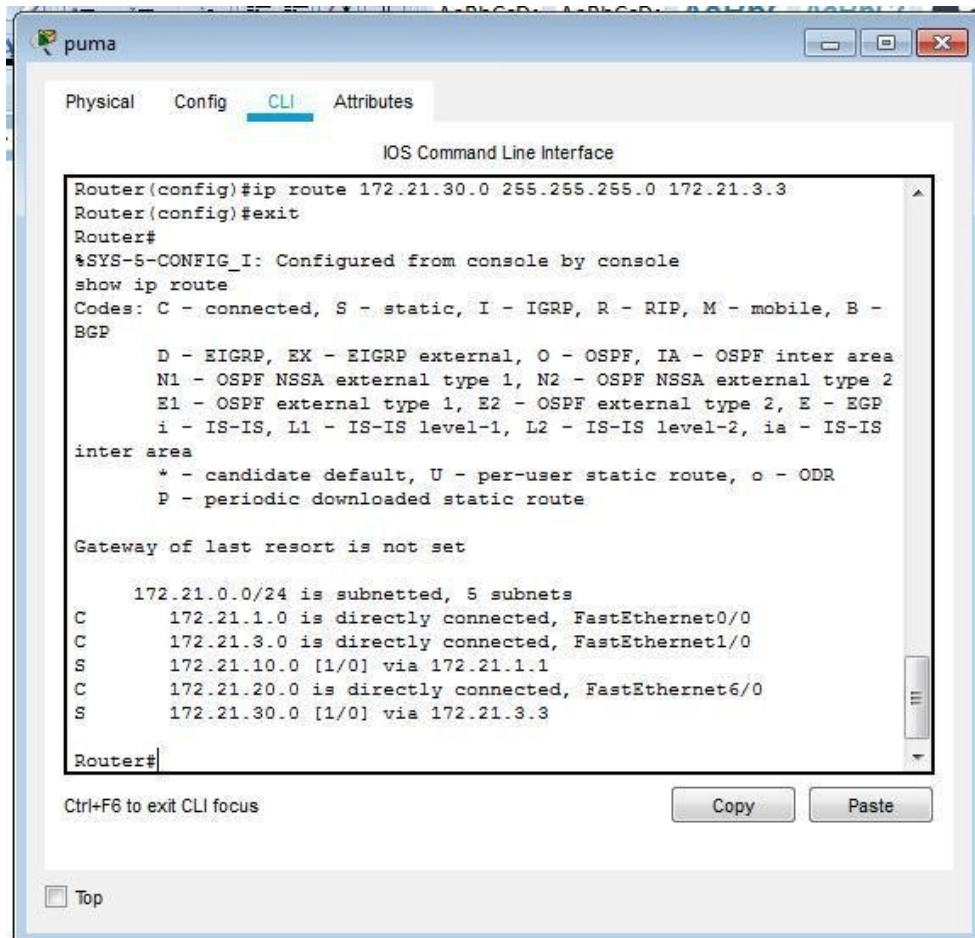 puma
Physical Config CLI Attributes
IOS Command Line Interface
Router(config)#ip route 172.21.30.0 255.255.255.0 172.21.3.3
Router(config)#exit
Router#
%SYS-5-CONFIG_I: Configured from console by console
show ip route
Codes: C - connected, S - static, I - IGRP, R - RIP, M - mobile, B -
BGP
D - EIGRP, EX - EIGRP external, O - OSPF, IA - OSPF inter area
N1 - OSPF NSSA external type 1, N2 - OSPF NSSA external type 2
E1 - OSPF external type 1, E2 - OSPF external type 2, E - EGP
i - IS-IS, L1 - IS-IS level-1, L2 - IS-IS level-2, ia - IS-IS
inter area
* - candidate default, U - per-user static route, o - ODR
P - periodic downloaded static route
Gateway of last resort is not set
172.21.0.0/24 is subnetted, 5 subnets
C 172.21.1.0 is directly connected, FastEthernet0/0
C 172.21.3.0 is directly connected, FastEthernet1/0
S 172.21.10.0 [1/0] via 172.21.1.1
C 172.21.20.0 is directly connected, FastEthernet6/0
S 172.21.30.0 [1/0] via 172.21.3.3
Router#
Ctrl+F6 to exit CLI focus
Copy Paste
Top